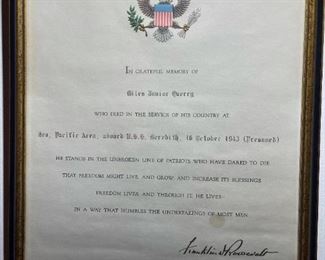 IN GRATEFUL MEMORY OF
Giles Junior Querry
WHO DIED IN THE SERVICE OF HIS COUNTRY AT
Sea, Pacific Area, aboard U.S.S. Meredith, 16 October 1943 (Presumed)
HE STANDS IN THE UNBROKEN LINE OF PATRIOTS WHO HAVE DARED TO DIE
THAT FREEDOM MIGHT LIVE, AND GROW, AND INCREASE ITS BLESSINGS
FREEDOM LIVES, AND THROUGH IT, HE LIVES–
IN A WAY THAT HUMBLES THE UNDERTAKINGS OF MOST MEN
Franklin D Roosevelt